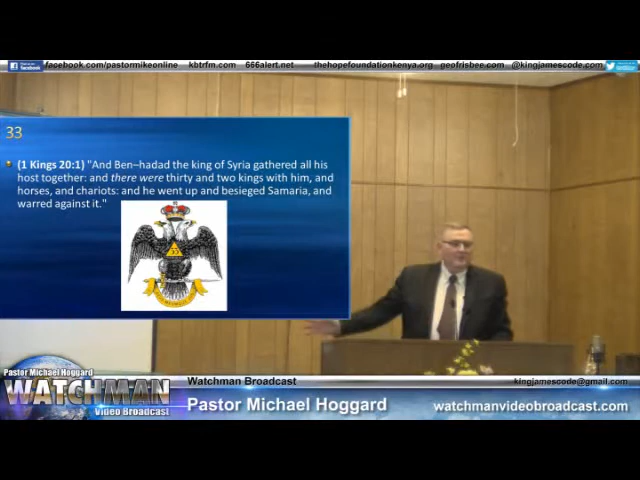 facebook.com/pastormikeonline kbtrfm.com 666alert.net thehopefoundationkenya.org geofrisbee.com @kingjamescode.com
33
(1 Kings 20:1) "And Ben–hadad the king of Syria gathered all his
host together: and there were thirty and two kings with him, and
horses, and chariots: and he went up and besieged Samaria, and
warred against it."
33
Pastor Michael Hoggard
WATCHMAN
Video Broadcast
Watchman Broadcast
kingjamescode@gmail.com
Pastor Michael Hoggard
watchmanvideobroadcast.com